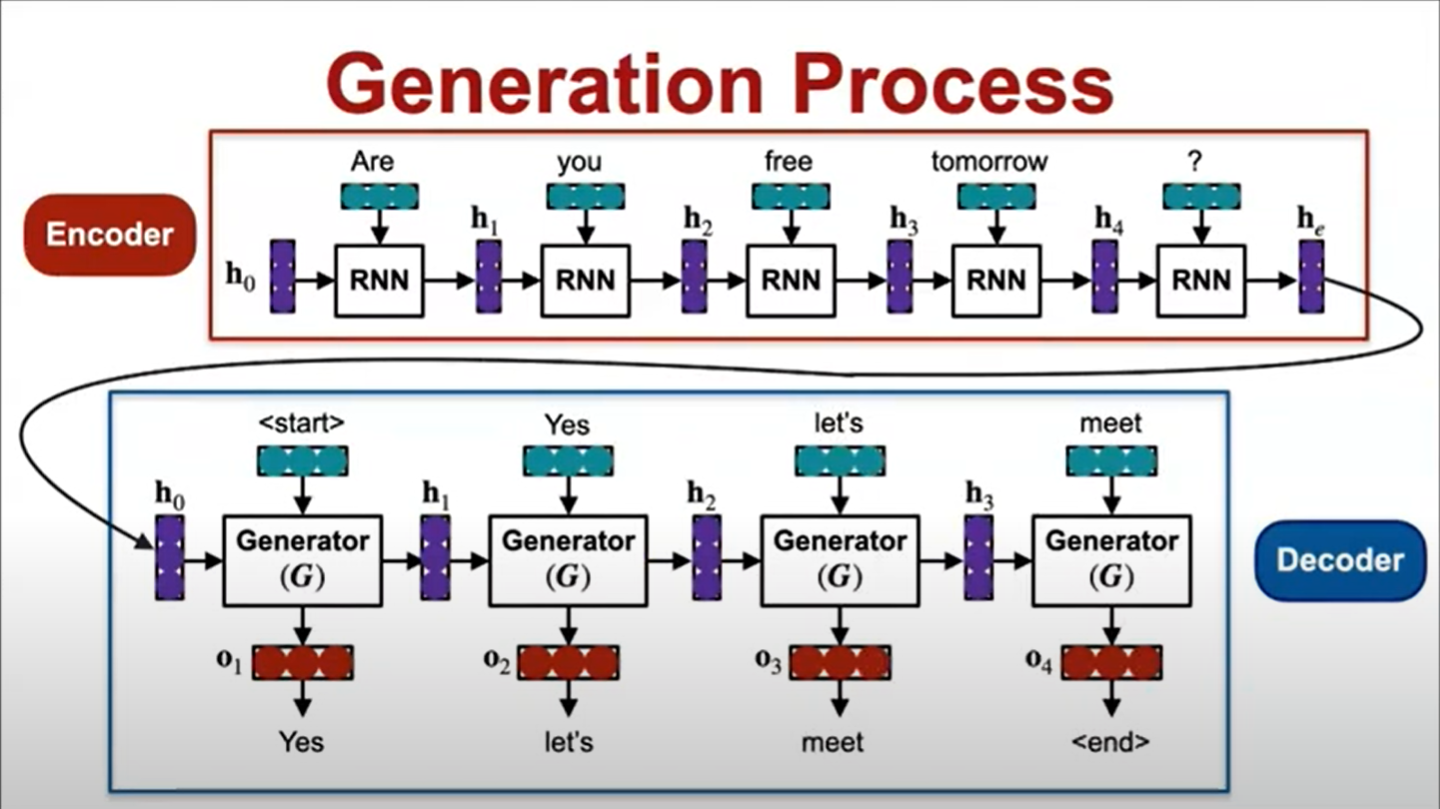 Generation Process
Are you free tomorrow ?
Encoder
h1 h2 h3 h4 he
h0 RNN RNN RNN RNN RNN
<start> Yes let's meet
h0 h1 h2 h3
Generator Generator Generator Generator
(G) (G) (G) (G)
Decoder
o1 o2 o3 o4
Yes let's meet <end>